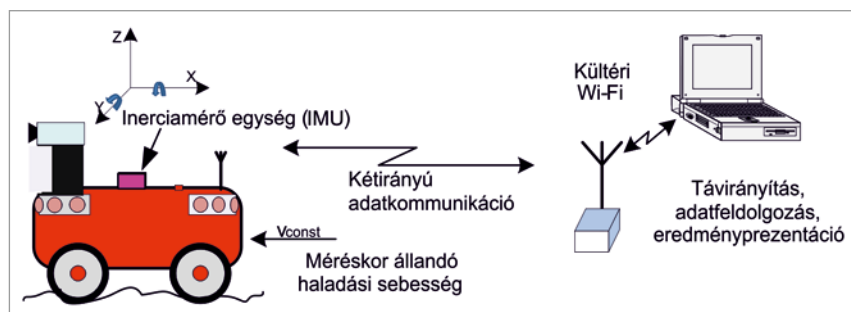 Z
X
Y
Inerciamérő egység (IMU)
Kétirányú
adatkommunikáció
Vconst
Méréskor állandó
haladási sebesség
Kültéri
Wi-Fi
Távirányítás,
adatfeldolgozás,
eredményprezentáció